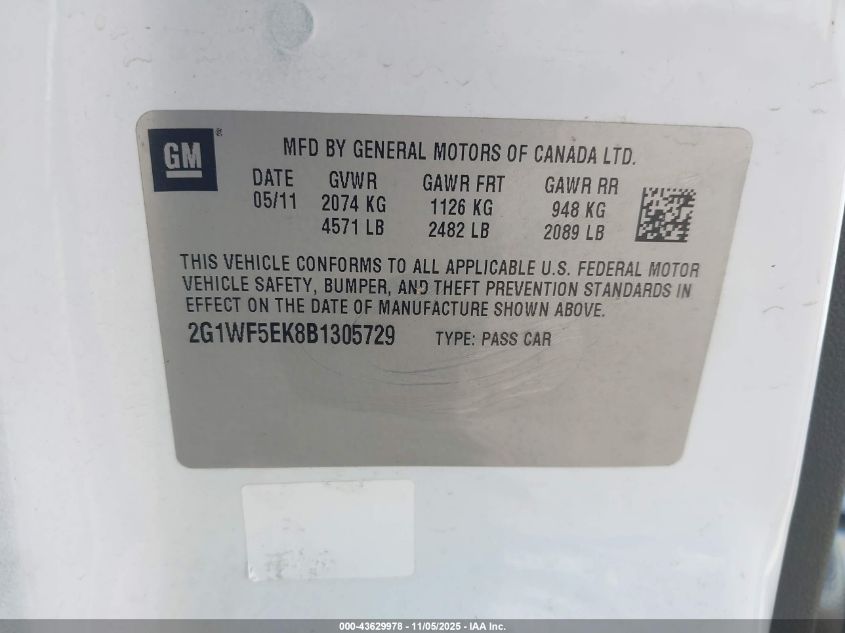 GM
MFD BY GENERAL MOTORS OF CANADA LTD.
DATE GVWR GAWR FRT GAWR RR
05/11 2074 KG 1126 KG 948 KG
4571 LB 2482 LB 2089 LB
THIS VEHICLE CONFORMS TO ALL APPLICABLE U.S. FEDERAL MOTOR
VEHICLE SAFETY, BUMPER, AND THEFT PREVENTION STANDARDS IN
EFFECT ON THE DATE OF MANUFACTURE SHOWN ABOVE.
2G1WF5EK8B1305729 TYPE: PASS CAR
000-43629978 - 11/05/2025 - IAA Inc.